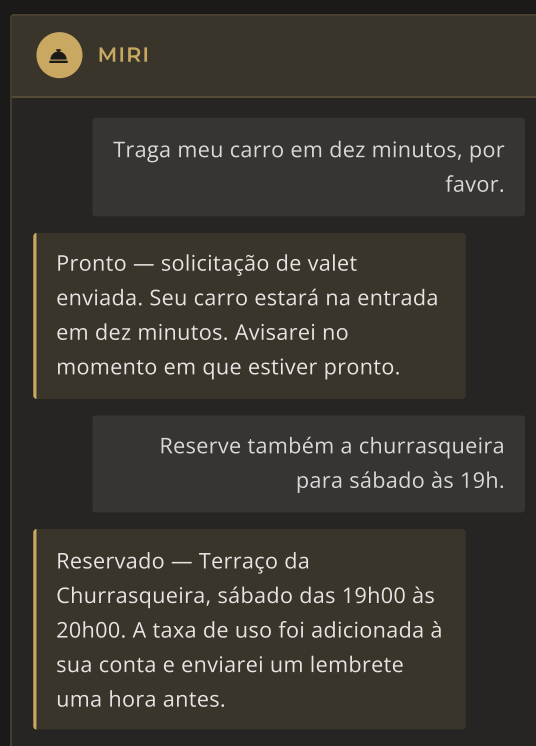 MIRI
Traga meu carro em dez minutos, por
favor.
Pronto — solicitação de valet
enviada. Seu carro estará na entrada
em dez minutos. Avisarei no
momento em que estiver pronto.
Reserve também a churrasqueira
para sábado às 19h.
Reservado — Terraço da
Churrasqueira, sábado das 19h00 às
20h00. A taxa de uso foi adicionada à
sua conta e enviarei um lembrete
uma hora antes.